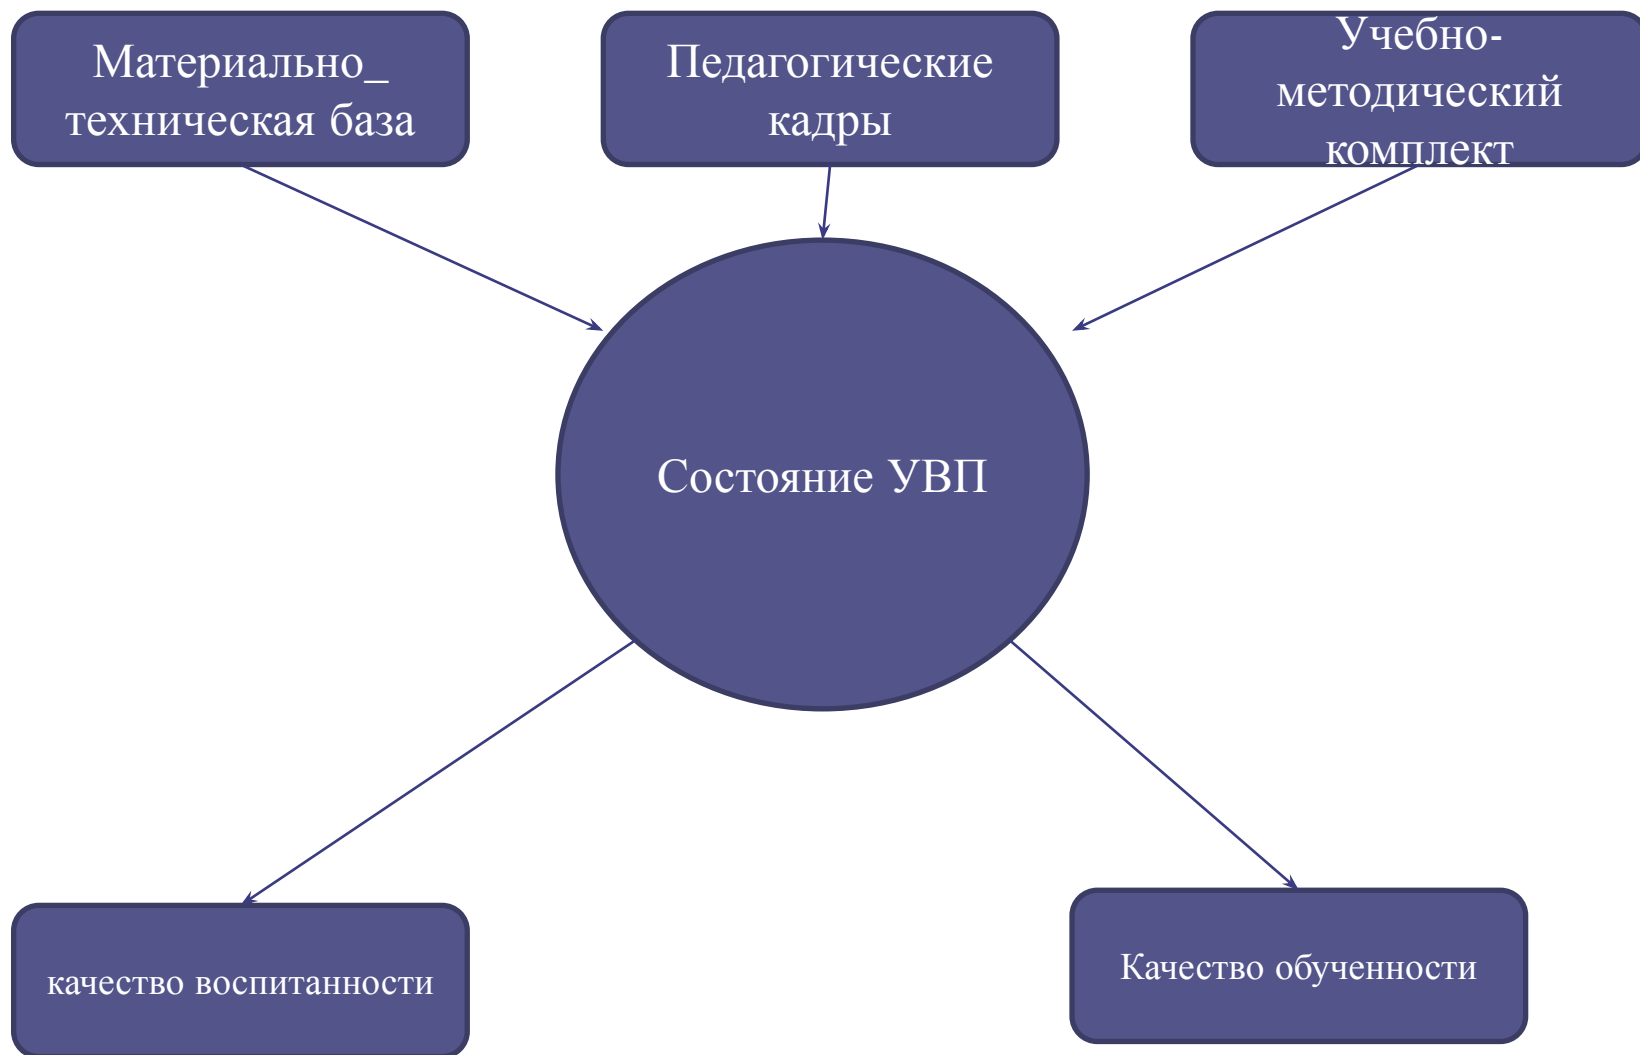 Материально_
техническая база
Педагогические
кадры
Учебно-
методический
комплект
Состояние УВП
качество воспитанности
Качество обученности